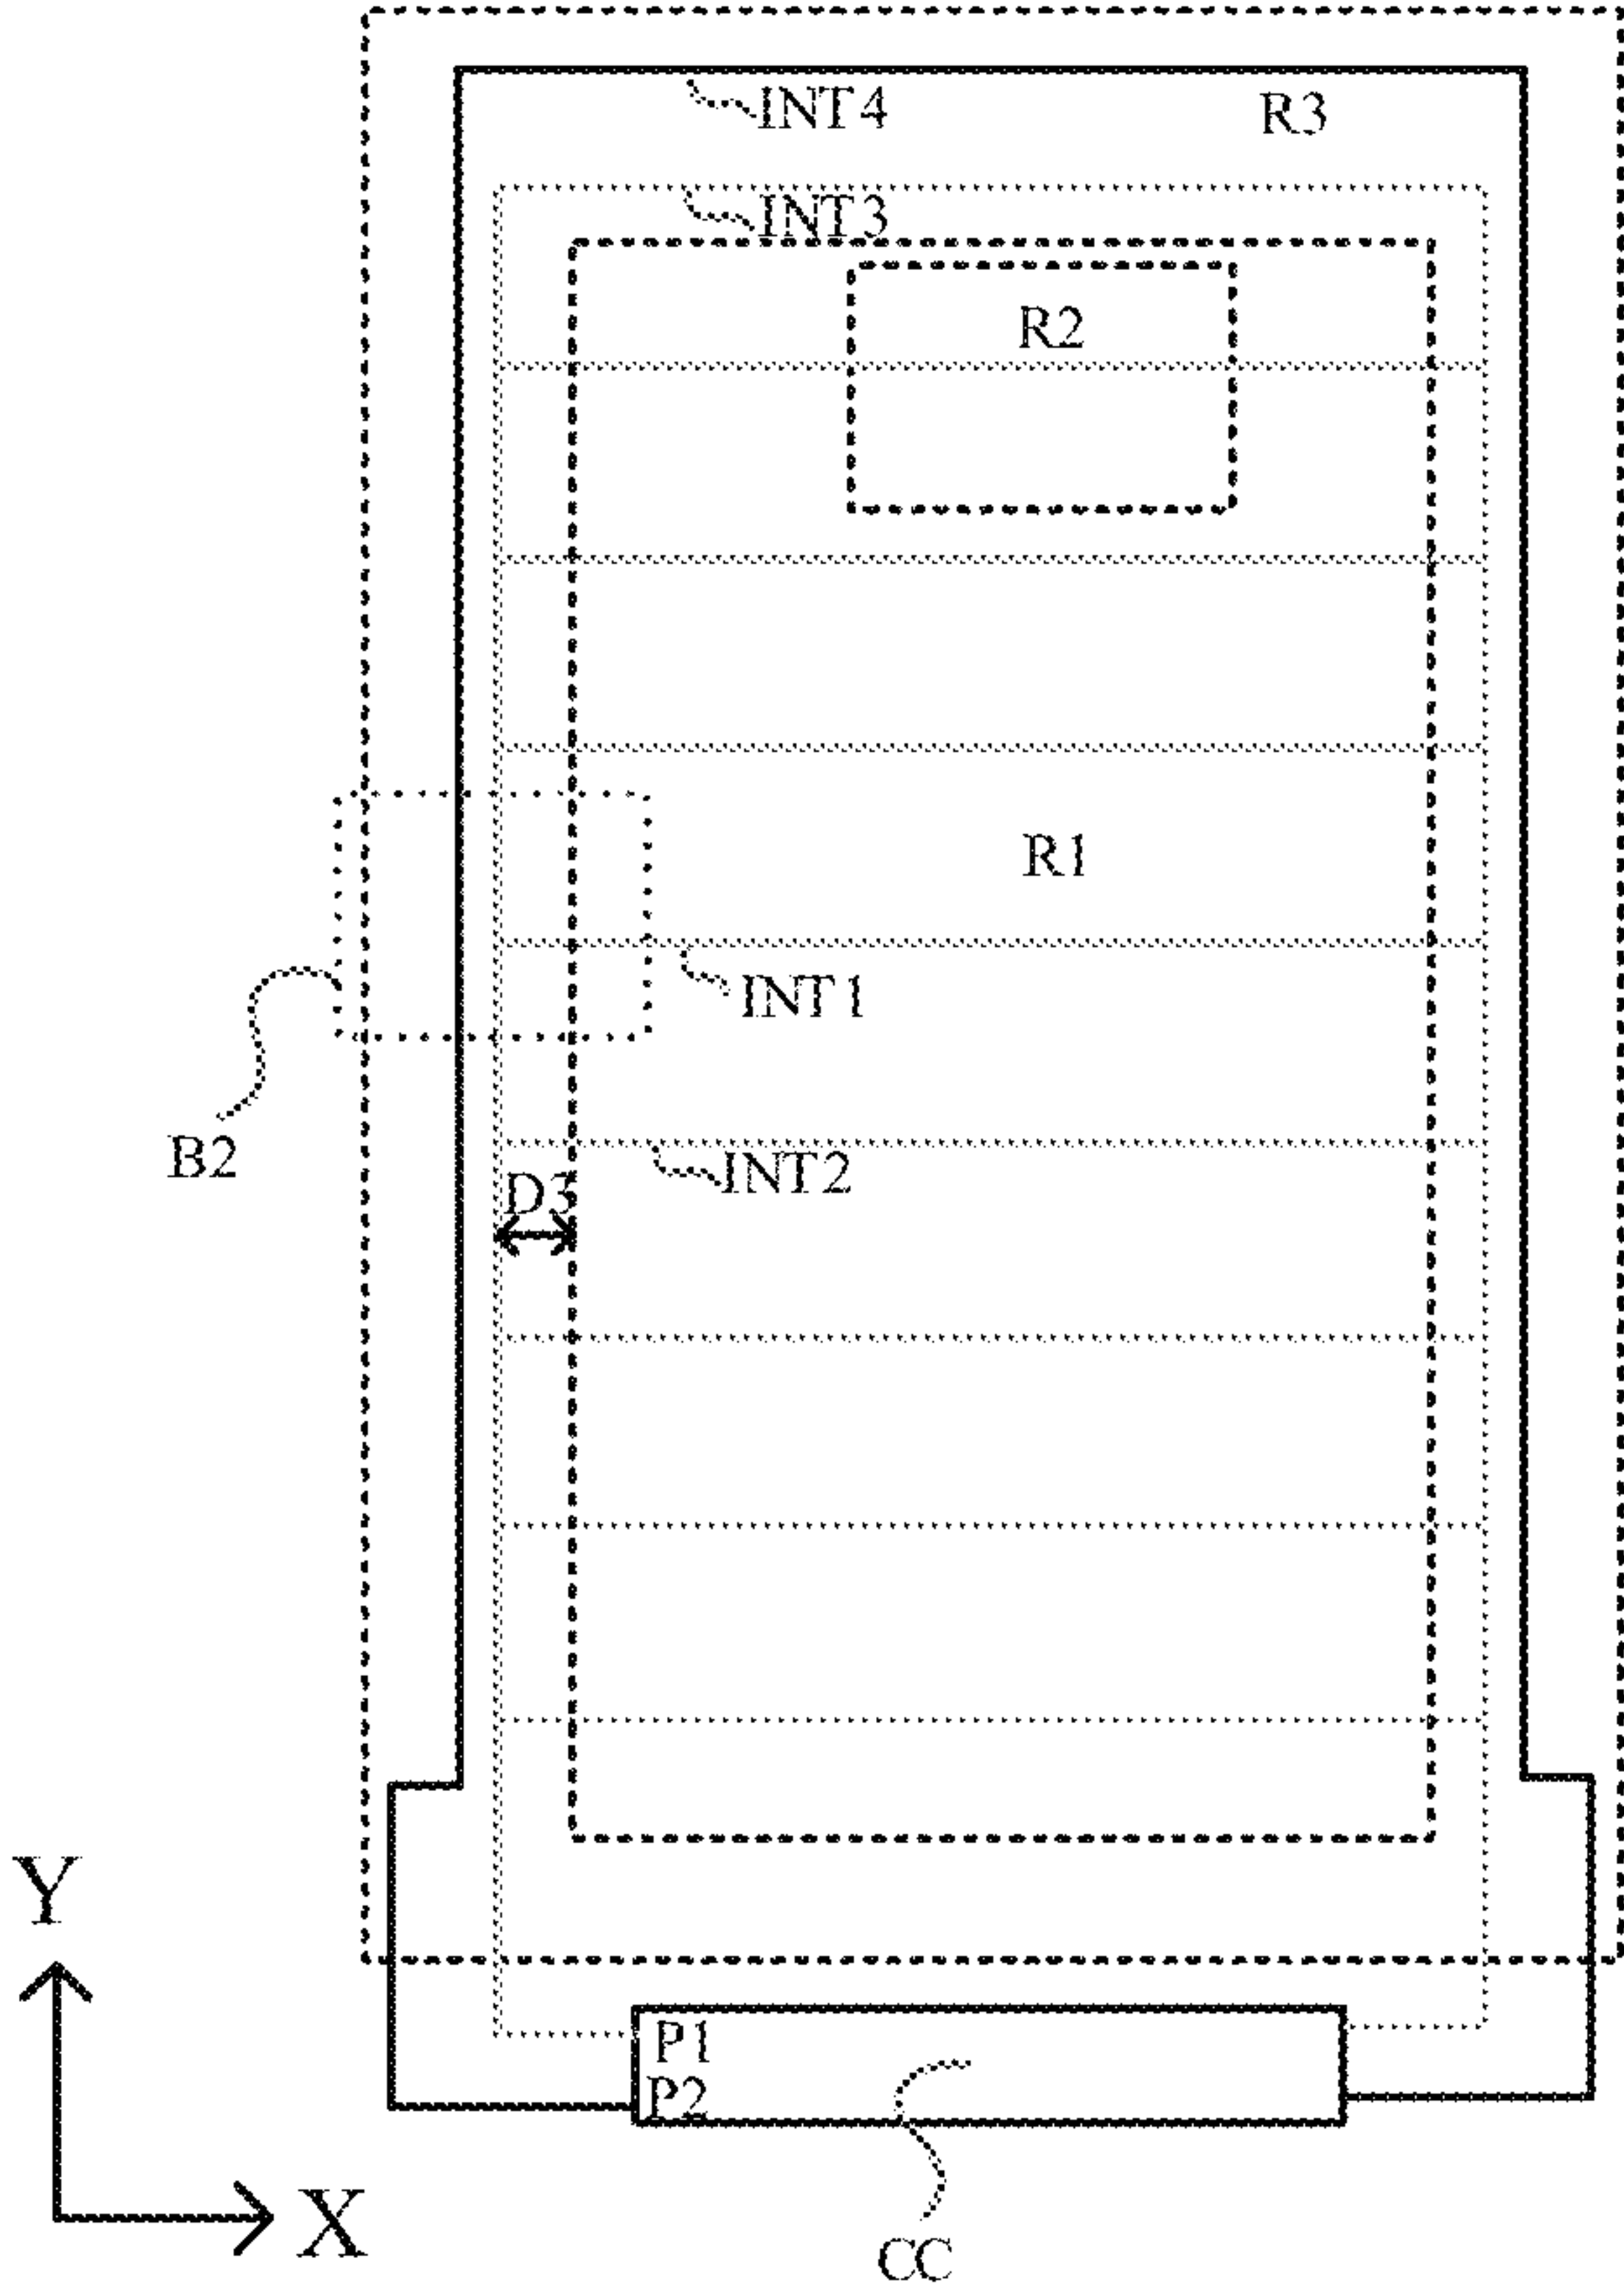 INT4
R3
INT3
R2
R1
INT1
B2
INT2
D3
Y
P1
P2
X
CC